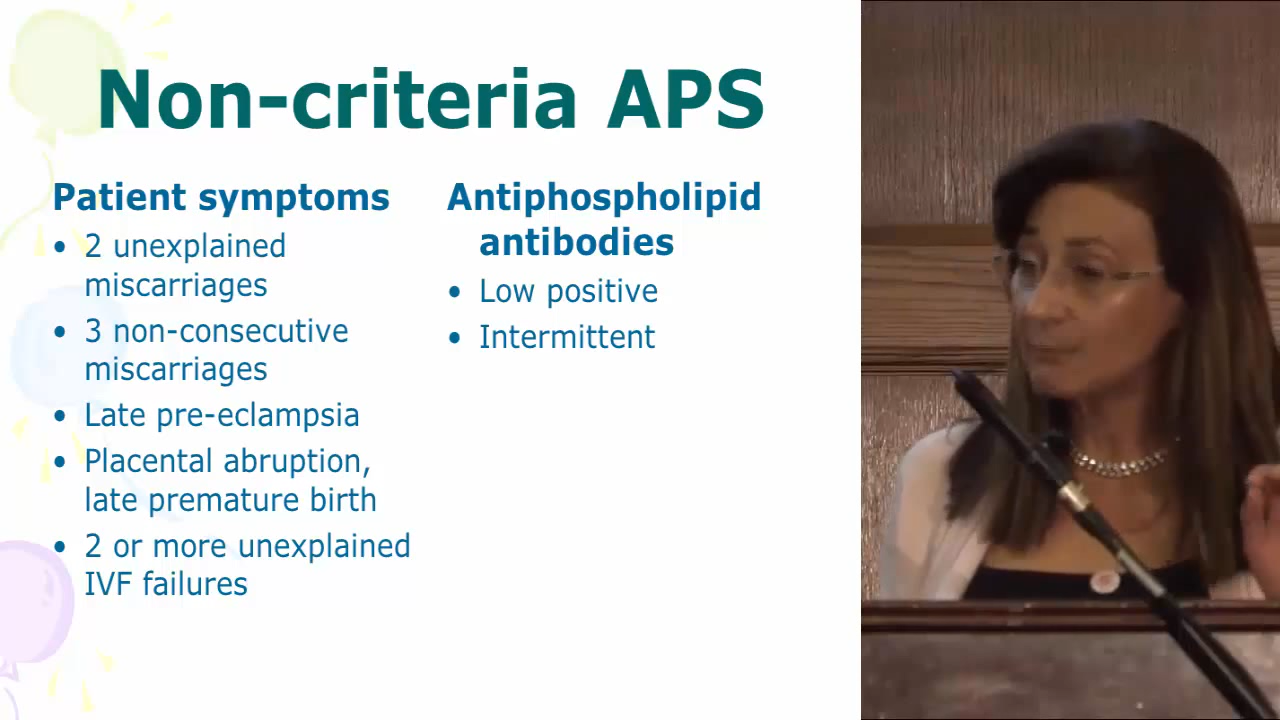 Non-criteria APS
Patient symptoms
• 2 unexplained
miscarriages
• 3 non-consecutive
miscarriages
• Late pre-eclampsia
• Placental abruption,
late premature birth
• 2 or more unexplained
IVF failures
Antiphospholipid
antibodies
• Low positive
• Intermittent